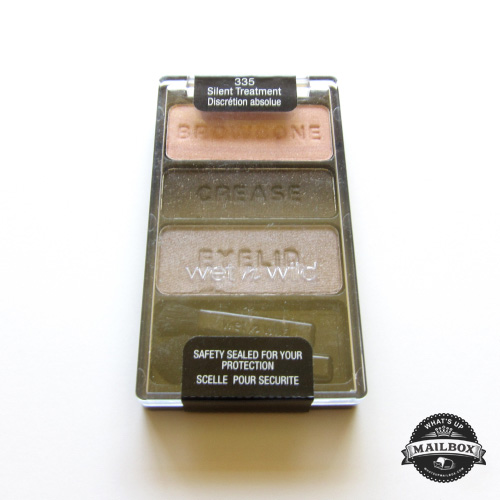 335
Silent Treatment
Discrétion absolue
BROWBONE
CREASE
EYELID
wet n wild
SAFETY SEALED FOR YOUR
PROTECTION
SCELLE POUR SECURITE
WHAT'S UP
MAILBOX